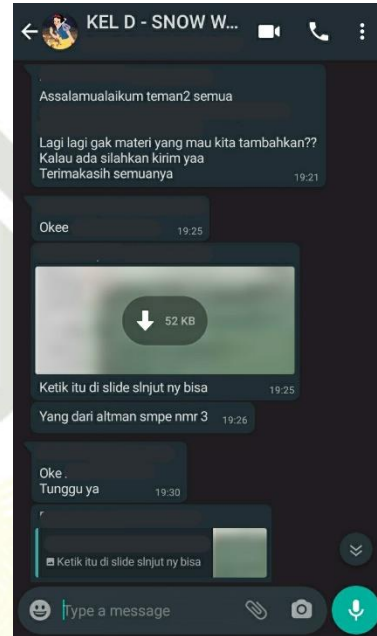 KEL D - SNOW W...
Assalamualaikum teman2 semua
Lagi lagi gak materi yang mau kita tambahkan??
Kalau ada silahkan kirim yaa
Terimakasih semuanya
19:21
Okee
19:25
52 KB
Ketik itu di slide slnjut ny bisa
19:25
Yang dari altman smpe nmr 3
19:26
Oke .
Tunggu ya
19:30
Ketik itu di slide slnjut ny bisa
Type a message